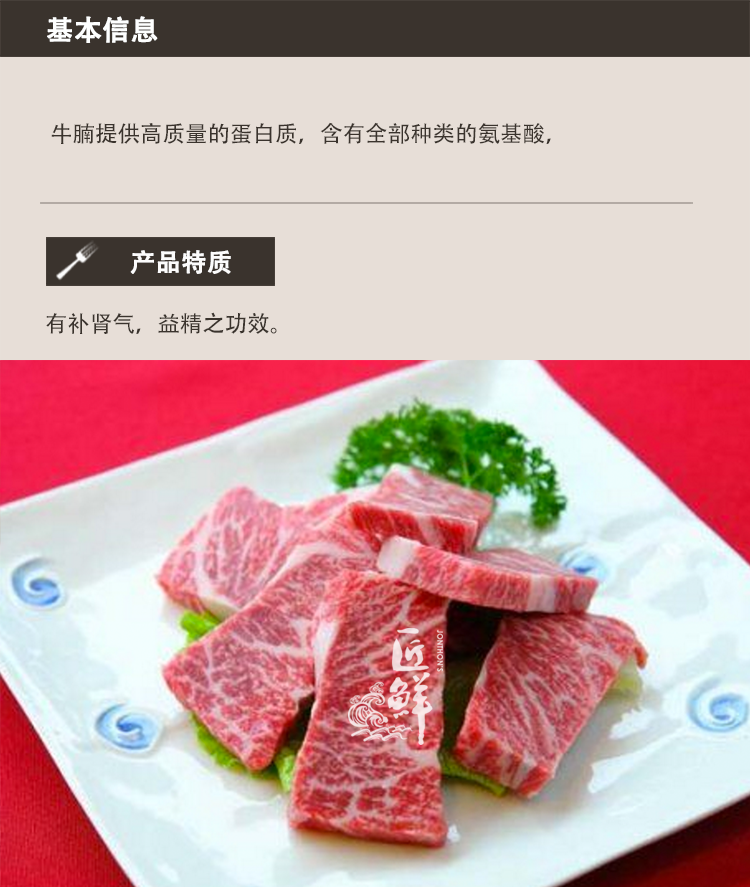 基本信息
牛腩提供高质量的蛋白质，含有全部种类的氨基酸，
产品特质
有补肾气，益精之功效。
匠鲜
JONTHON'S